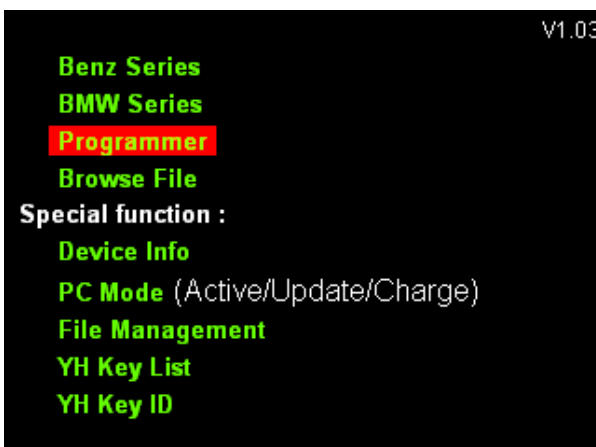 V1.03
Benz Series
BMW Series
Programmer
Browse File
Special function :
Device Info
PC Mode (Active/Update/Charge)
File Management
YH Key List
YH Key ID